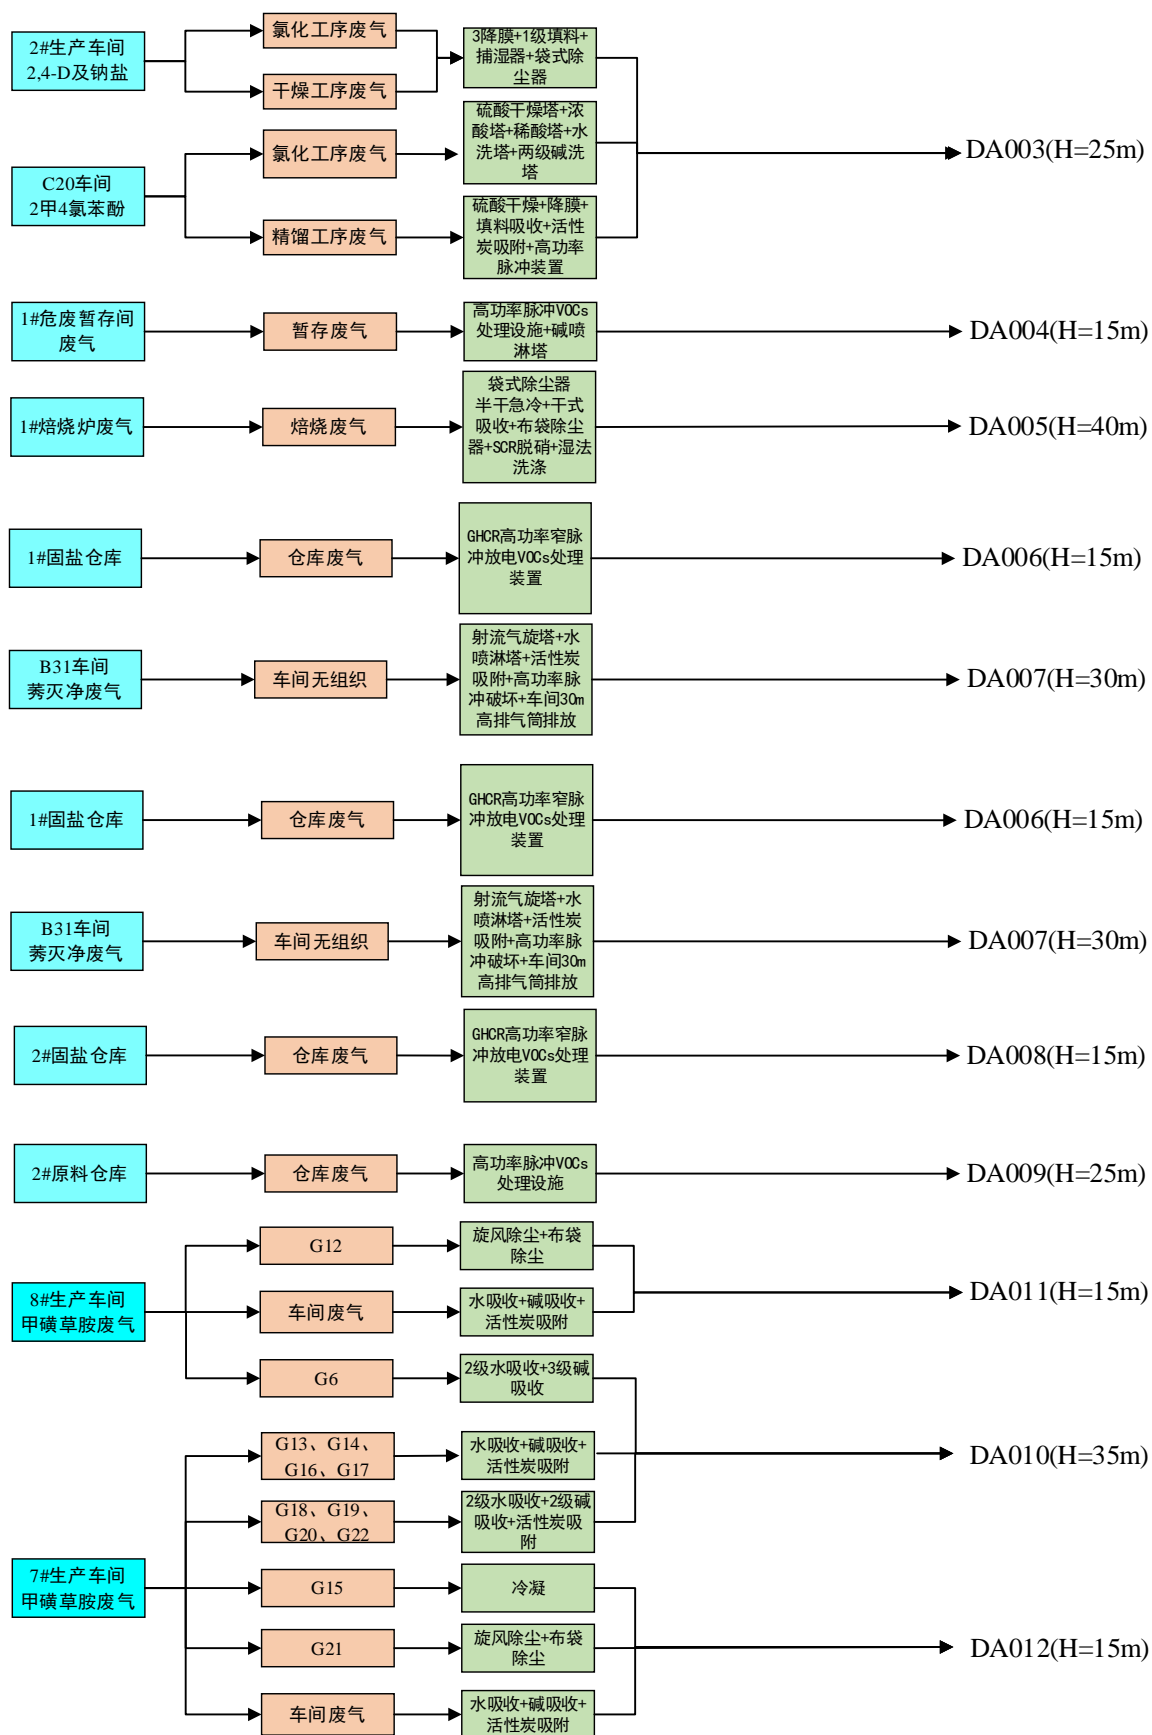 2#生产车间
2,4-D及钠盐
氯化工序废气
干燥工序废气
3降膜+1级填料+
捕湿器+袋式除
尘器
C20车间
2甲4氯苯酚
氯化工序废气
硫酸干燥塔+浓
酸塔+稀酸塔+水
洗塔+两级碱洗
塔
精馏工序废气
硫酸干燥+降膜+
填料吸收+活性
炭吸附+高功率
脉冲装置
DA003(H=25m)
1#危废暂存间
废气
暂存废气
高功率脉冲VOCs
处理设施+碱喷
淋塔
DA004(H=15m)
1#焙烧炉废气
焙烧废气
袋式除尘器
半干急冷+干式
吸收+布袋除尘
器+SCR脱硝+湿法
洗涤
DA005(H=40m)
1#固盐仓库
仓库废气
GHCR高功率窄脉
冲放电VOCs处理
装置
DA006(H=15m)
B31车间
莠灭净废气
车间无组织
射流气旋塔+水
喷淋塔+活性炭
吸附+高功率脉
冲破坏+车间30m
高排气筒排放
DA007(H=30m)
1#固盐仓库
仓库废气
GHCR高功率窄脉
冲放电VOCs处理
装置
DA006(H=15m)
B31车间
莠灭净废气
车间无组织
射流气旋塔+水
喷淋塔+活性炭
吸附+高功率脉
冲破坏+车间30m
高排气筒排放
DA007(H=30m)
2#固盐仓库
仓库废气
GHCR高功率窄脉
冲放电VOCs处理
装置
DA008(H=15m)
2#原料仓库
仓库废气
高功率脉冲VOCs
处理设施
DA009(H=25m)
8#生产车间
甲磺草胺废气
G12
旋风除尘+布袋
除尘
车间废气
水吸收+碱吸收+
活性炭吸附
DA011(H=15m)
G6
2级水吸收+3级碱
吸收
7#生产车间
甲磺草胺废气
G13、G14、
G16、G17
水吸收+碱吸收+
活性炭吸附
DA010(H=35m)
G18、G19、
G20、G22
2级水吸收+2级碱
吸收+活性炭吸
附
G15
冷凝
G21
旋风除尘+布袋
除尘
DA012(H=15m)
车间废气
水吸收+碱吸收+
活性炭吸附